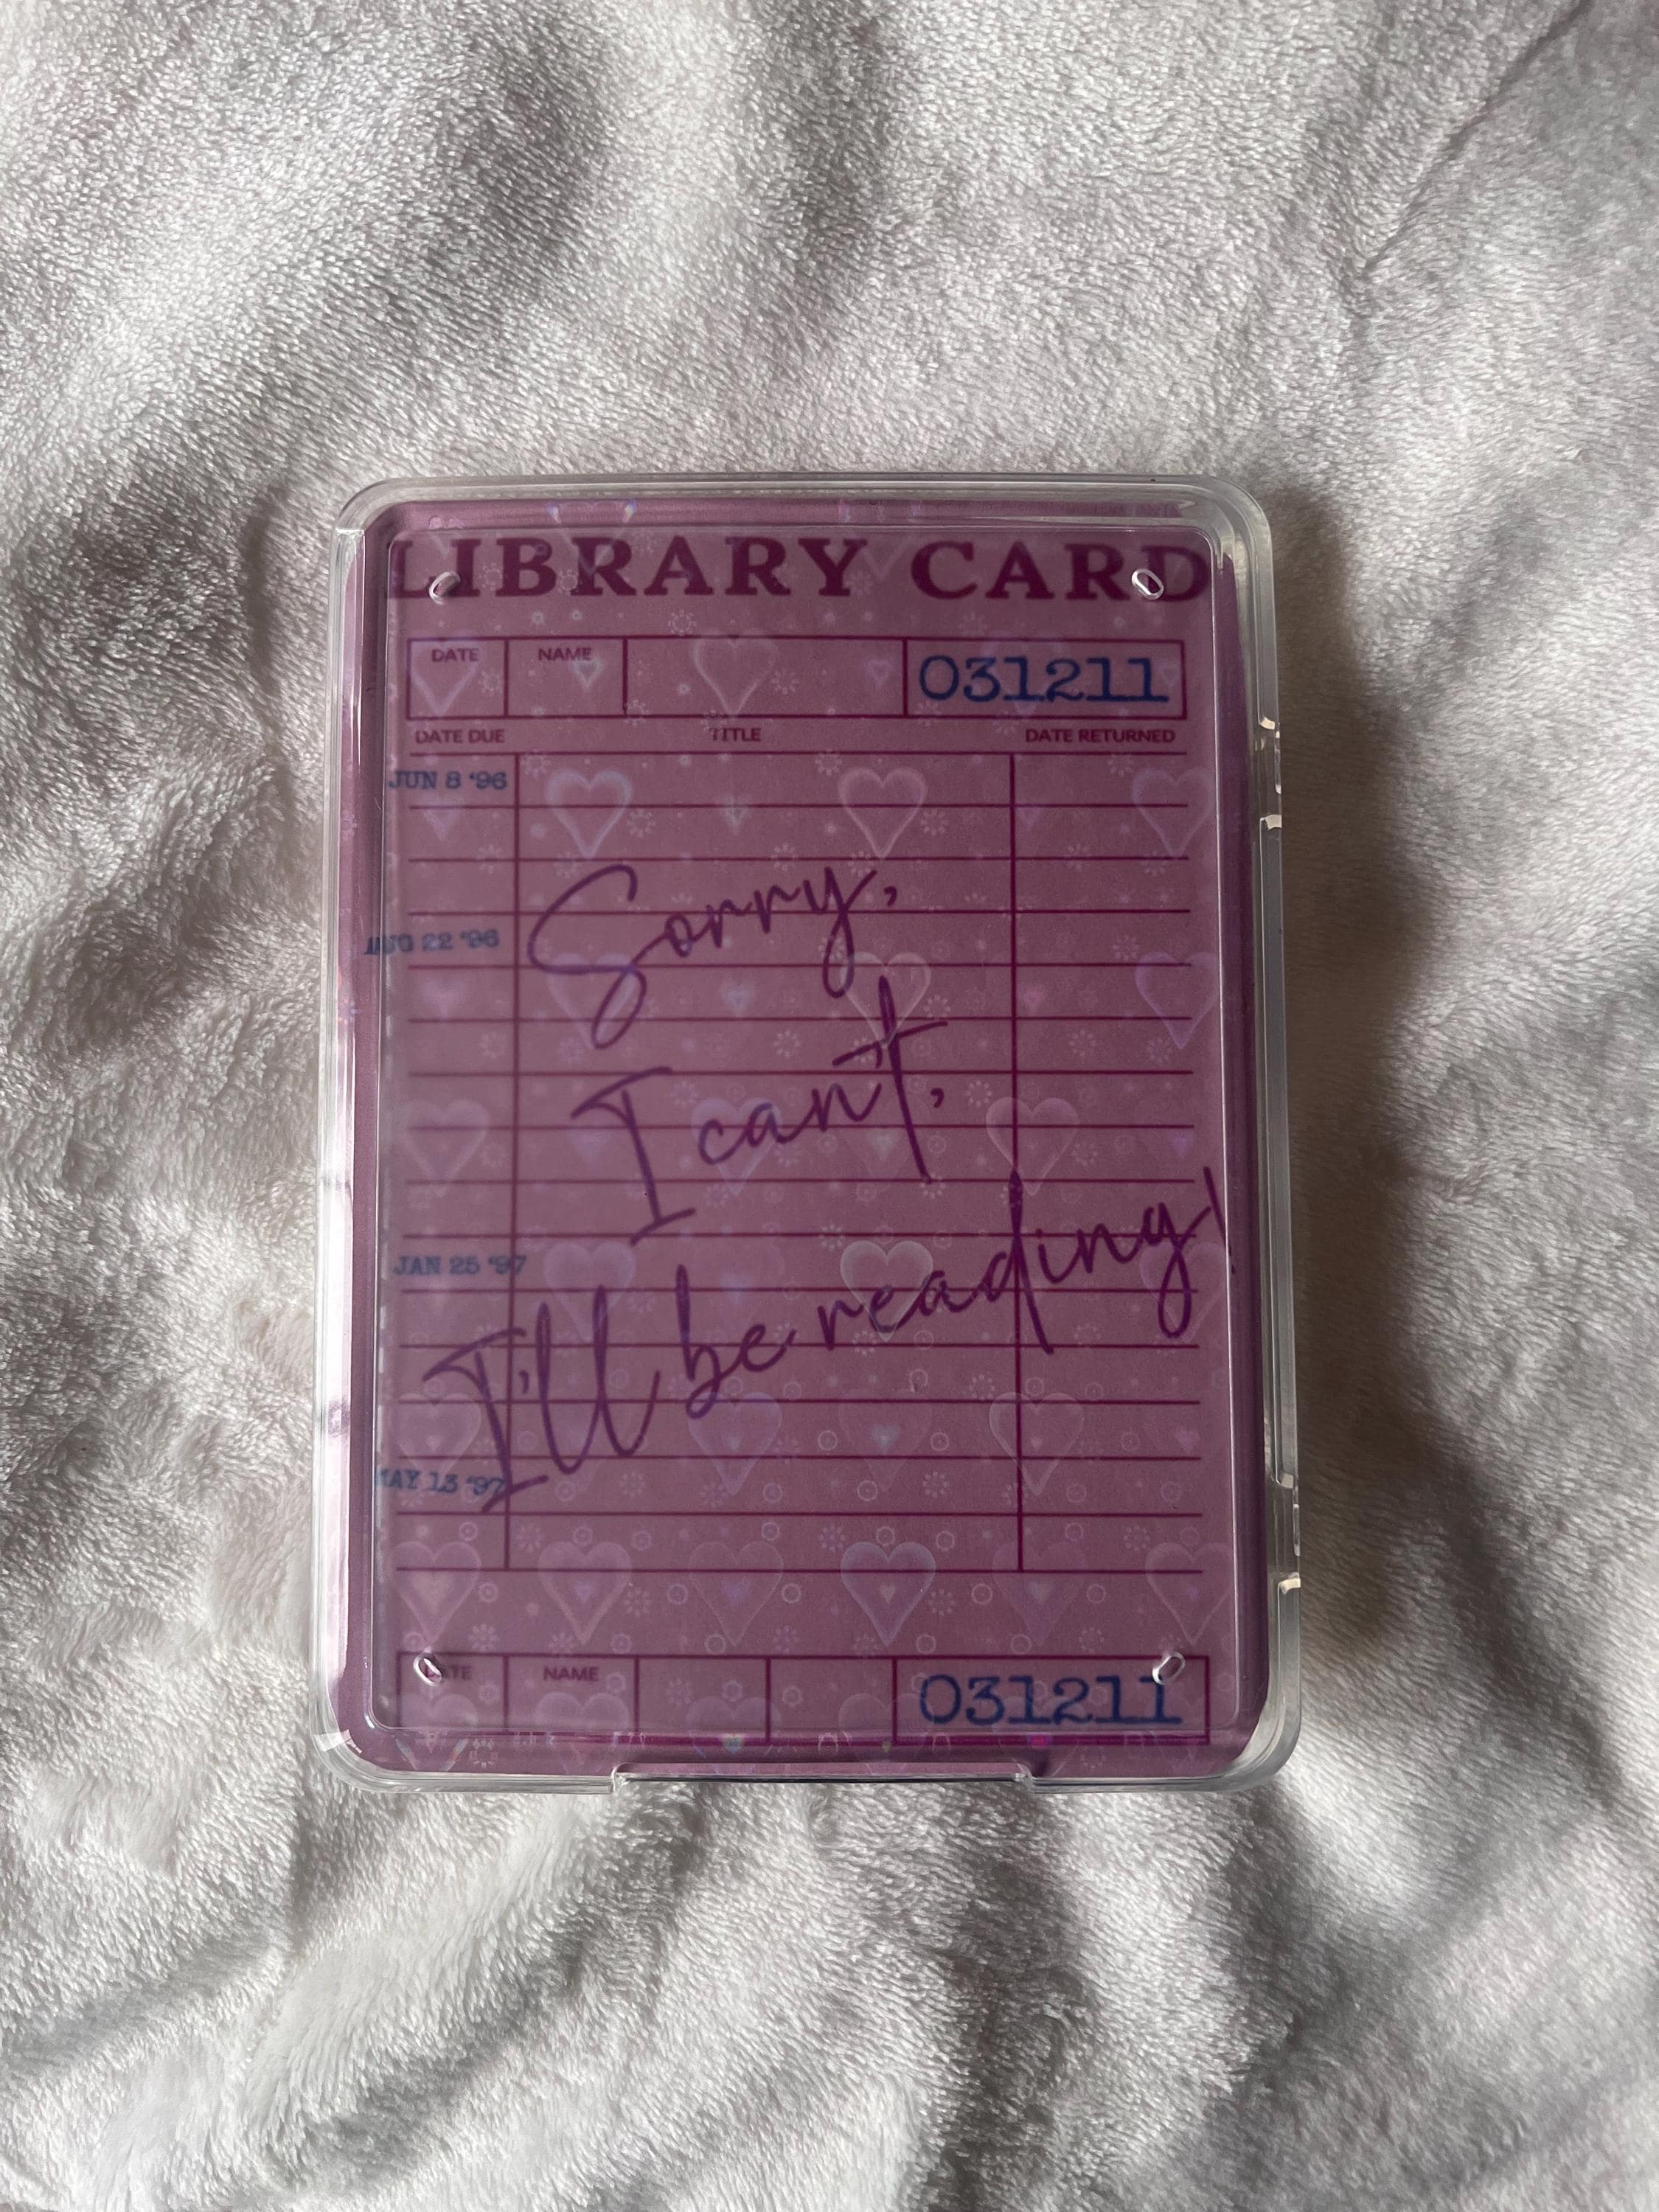 LIBRARY CARD
DATE NAME 031211
DATE DUE TITLE DATE RETURNED
JUN 8 '96
Sorry,
AUG 22 '96
I can't,
JAN 25 '97
I'll be reading!
MAY 13 '97
DATE NAME 031211